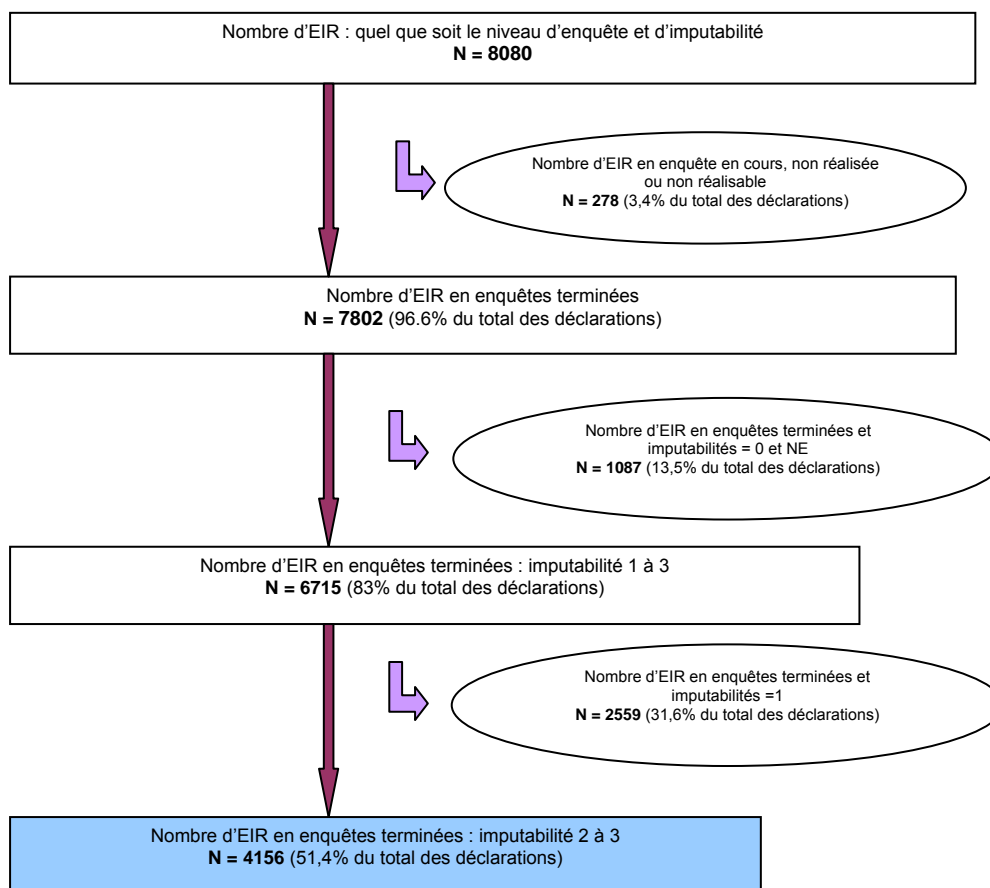 Nombre d'EIR : quel que soit le niveau d'enquête et d'imputabilité
N = 8080
Nombre d'EIR en enquête en cours, non réalisée
ou non réalisable
N = 278 (3,4% du total des déclarations)
Nombre d'EIR en enquêtes terminées
N = 7802 (96.6% du total des déclarations)
Nombre d'EIR en enquêtes terminées et
imputabilités = 0 et NE
N = 1087 (13,5% du total des déclarations)
Nombre d'EIR en enquêtes terminées : imputabilité 1 à 3
N = 6715 (83% du total des déclarations)
Nombre d'EIR en enquêtes terminées et
imputabilités =1
N = 2559 (31,6% du total des déclarations)
Nombre d'EIR en enquêtes terminées : imputabilité 2 à 3
N = 4156 (51,4% du total des déclarations)